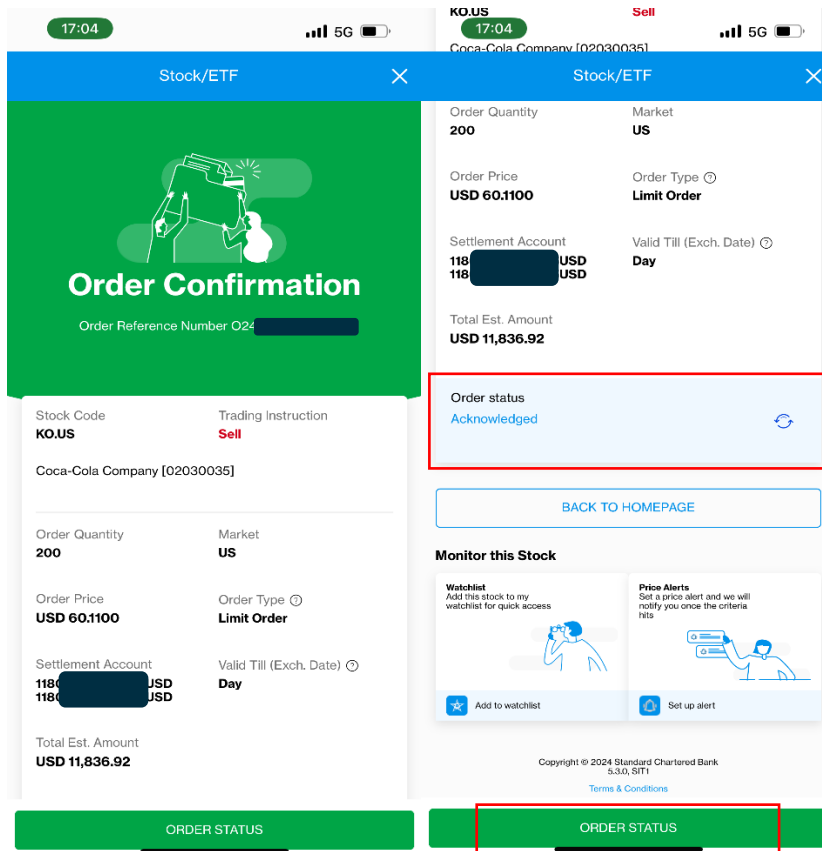 17:04
5G
Stock/ETF
Order Confirmation
Order Reference Number O24
Stock Code
Trading Instruction
KO.US
Sell
Coca-Cola Company [02030035]
Order Quantity
Market
200
US
Order Price
Order Type
USD 60.1100
Limit Order
Settlement Account
Valid Till (Exch. Date)
118
USD
Day
118
USD
Total Est. Amount
USD 11,836.92
ORDER STATUS
KO.US
Sell
17:04
5G
Coca-Cola Company [02030035]
Stock/ETF
Order Quantity
Market
200
US
Order Price
Order Type
USD 60.1100
Limit Order
Settlement Account
Valid Till (Exch. Date)
118
USD
Day
118
USD
Total Est. Amount
USD 11,836.92
Order status
Acknowledged
BACK TO HOMEPAGE
Monitor this Stock
Watchlist
Add this stock to my
watchlist for quick access
Add to watchlist
Price Alerts
Set a price alert and we will
notify you once the criteria
hits
Set up alert
Copyright © 2024 Standard Chartered Bank
5.3.0, SIT1
Terms & Conditions
ORDER STATUS